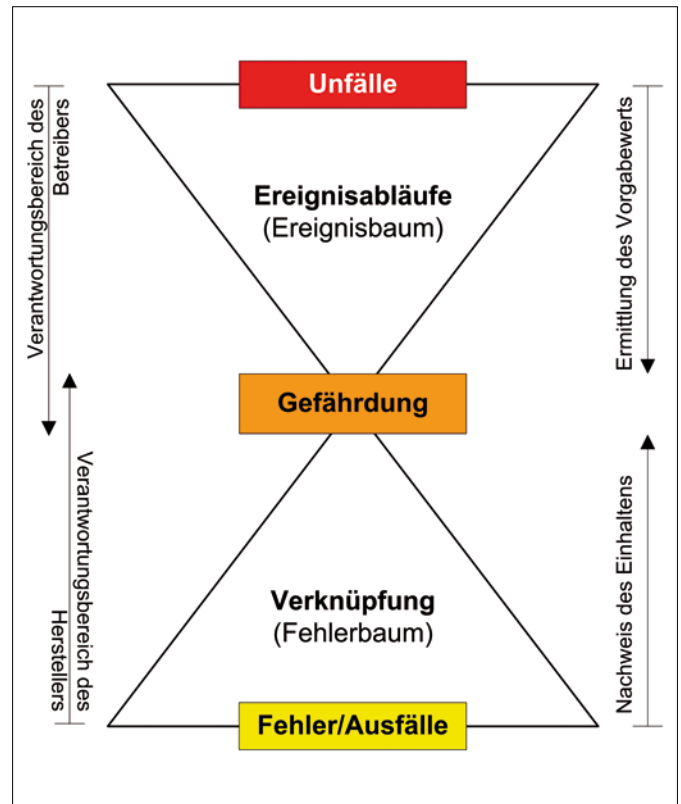 Unfälle
Verantwortungsbereich des
Betreibers
Ereignisabläufe
(Ereignisbaum)
Ermittlung des Vorgabewerts
Gefährdung
Verantwortungsbereich des
Herstellers
Verknüpfung
(Fehlerbaum)
Nachweis des Einhaltens
Fehler/Ausfälle